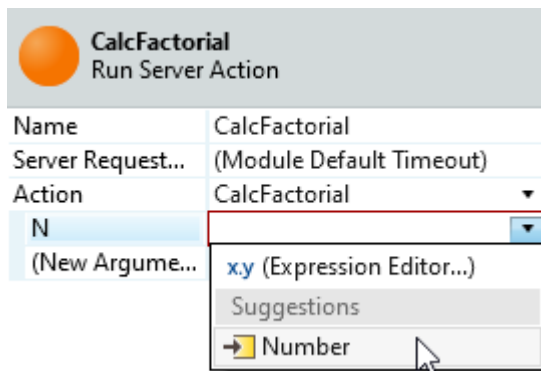 CalcFactorial
Run Server Action
Name CalcFactorial
Server Request... (Module Default Timeout)
Action CalcFactorial
N
(New Argume...
x.y (Expression Editor...)
Suggestions
Number